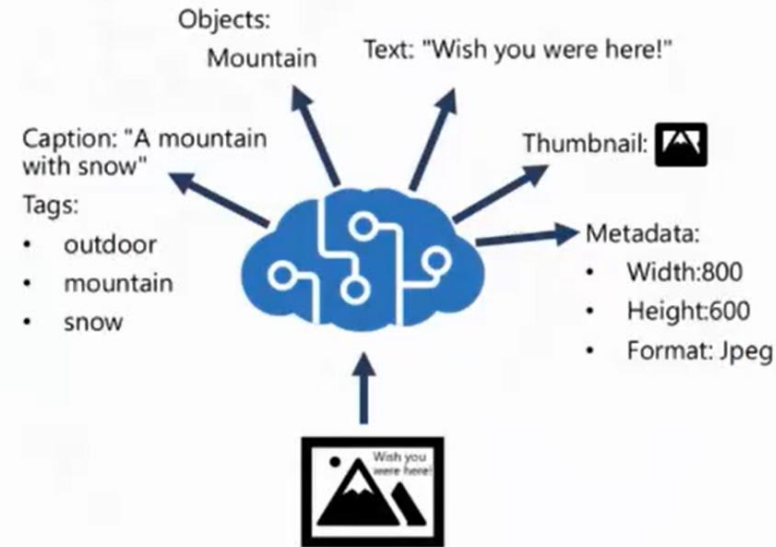 Objects:
Mountain
Text: "Wish you were here!"
Caption: "A mountain
with snow"
Thumbnail:
Tags:
• outdoor
• mountain
• snow
Metadata:
• Width:800
• Height:600
• Format: Jpeg
Wish you
were here!